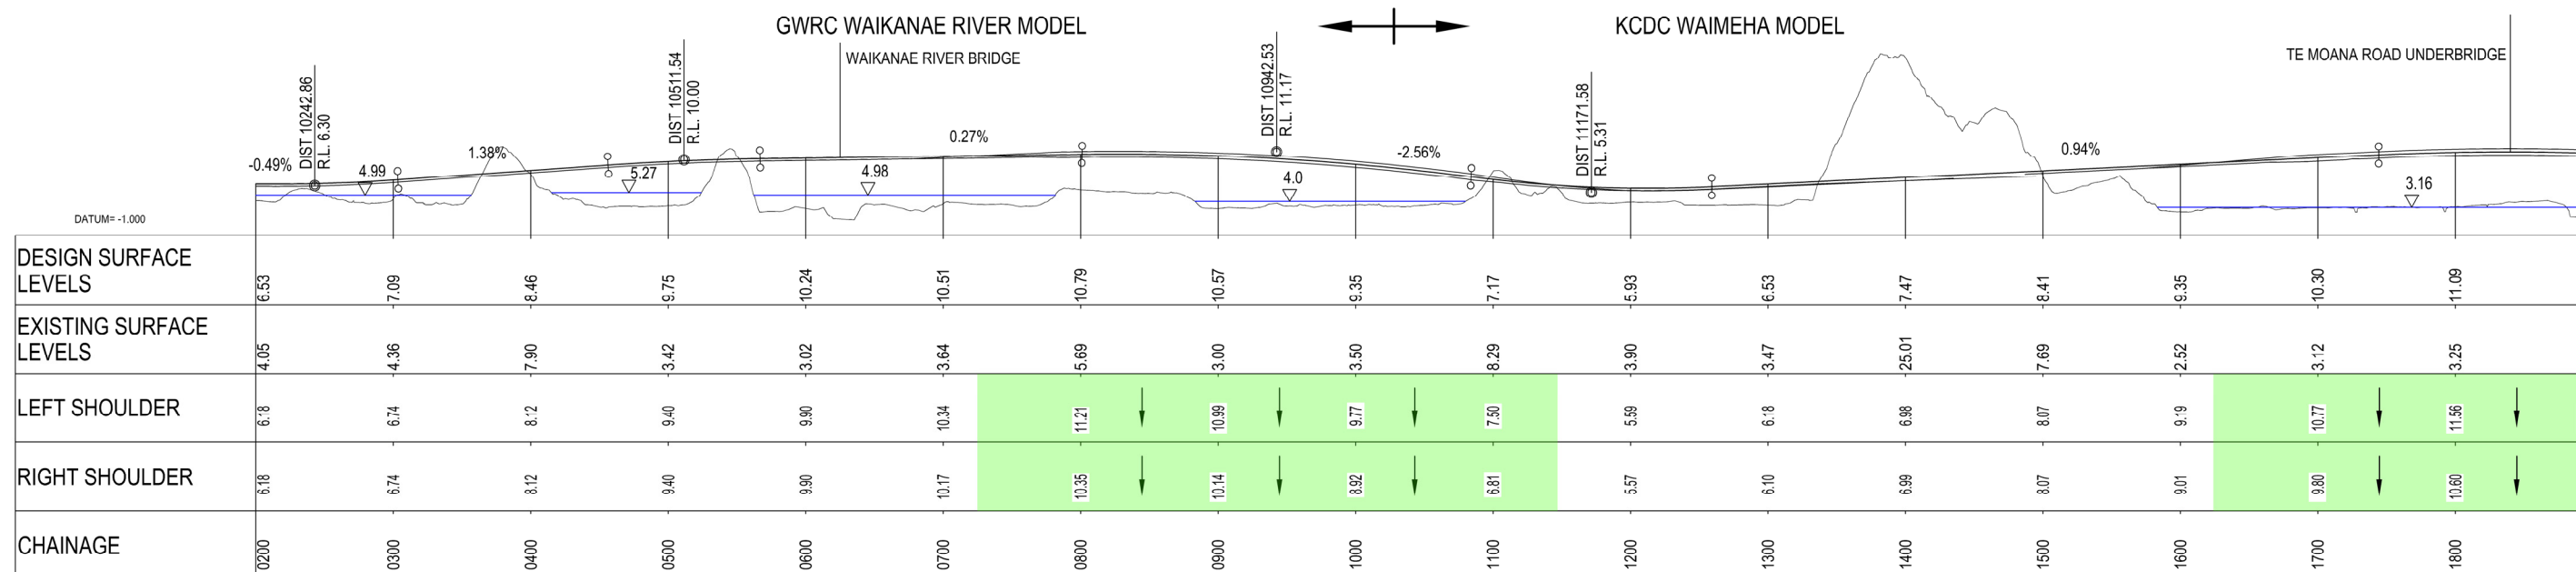 GWRC WAIKANAE RIVER MODEL
KCDC WAIMEHA MODEL
WAIKANAE RIVER BRIDGE
TE MOANA ROAD UNDERBRIDGE
DIST 10242.86
R.L. 6.30
DIST 10511.54
R.L. 10.00
DIST 10942.53
R.L. 11.17
DIST 11171.58
R.L. 5.31
-0.49%
1.38%
0.27%
-2.56%
0.94%
4.99
5.27
4.98
4.0
3.16
DATUM= -1.000
DESIGN SURFACE
LEVELS
6.53 7.09 8.46 9.75 10.24 10.51 10.79 10.57 9.35 7.17 5.93 6.53 7.47 8.41 9.35 10.30 11.09
EXISTING SURFACE
LEVELS
4.05 4.36 7.90 3.42 3.02 3.64 5.69 3.00 3.50 8.29 3.90 3.47 25.01 7.69 2.52 3.12 3.25
LEFT SHOULDER
6.18 6.74 8.12 9.40 9.90 10.34 11.21 10.99 9.77 7.50 5.59 6.18 6.98 8.07 9.19 10.77 11.56
RIGHT SHOULDER
6.18 6.74 8.12 9.40 9.90 10.17 10.35 10.14 8.92 6.81 5.57 6.10 6.99 8.07 9.01 9.80 10.60
CHAINAGE
0200 0300 0400 0500 0600 0700 0800 0900 1000 1100 1200 1300 1400 1500 1600 1700 1800